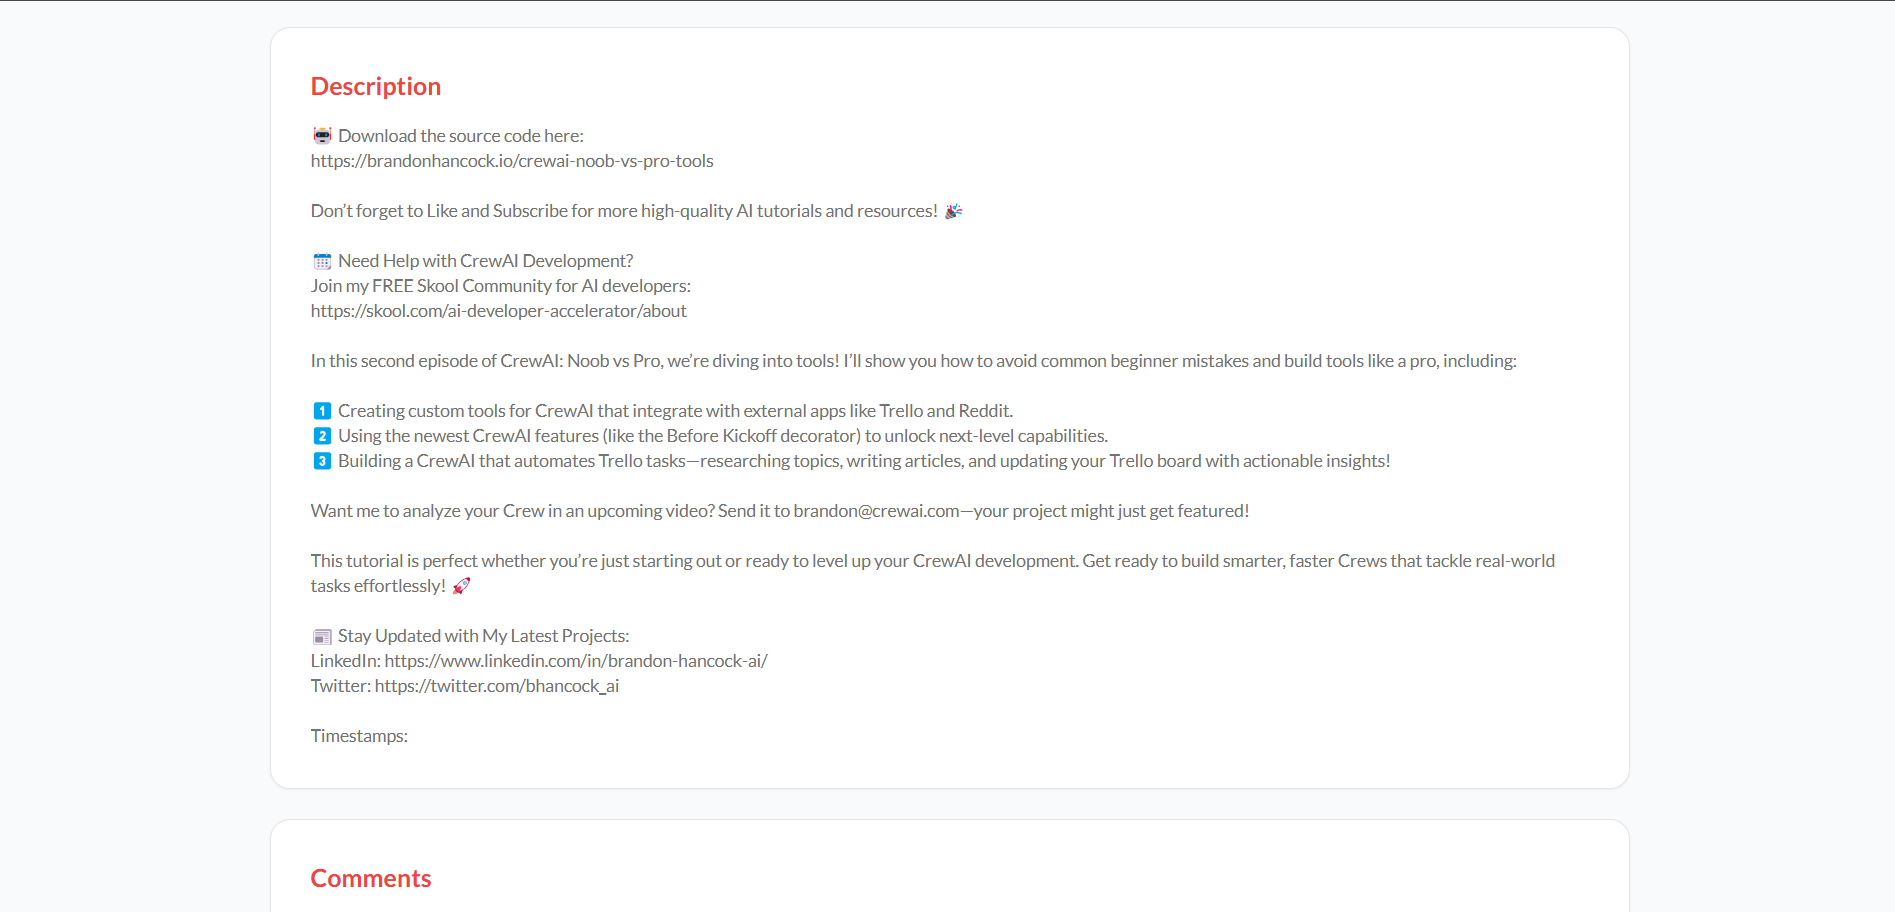 Description
🤖 Download the source code here:
https://brandonhancock.io/crewai-noob-vs-pro-tools
Don’t forget to Like and Subscribe for more high-quality AI tutorials and resources! 🎉
📅 Need Help with CrewAI Development?
Join my FREE Skool Community for AI developers:
https://skool.com/ai-developer-accelerator/about
In this second episode of CrewAI: Noob vs Pro, we’re diving into tools! I’ll show you how to avoid common beginner mistakes and build tools like a pro, including:
1️⃣ Creating custom tools for CrewAI that integrate with external apps like Trello and Reddit.
2️⃣ Using the newest CrewAI features (like the Before Kickoff decorator) to unlock next-level capabilities.
3️⃣ Building a CrewAI that automates Trello tasks—researching topics, writing articles, and updating your Trello board with actionable insights!
Want me to analyze your Crew in an upcoming video? Send it to brandon@crewai.com—your project might just get featured!
This tutorial is perfect whether you’re just starting out or ready to level up your CrewAI development. Get ready to build smarter, faster Crews that tackle real-world
tasks effortlessly! 🚀
📰 Stay Updated with My Latest Projects:
LinkedIn: https://www.linkedin.com/in/brandon-hancock-ai/
Twitter: https://twitter.com/bhancock_ai
Timestamps:
Comments